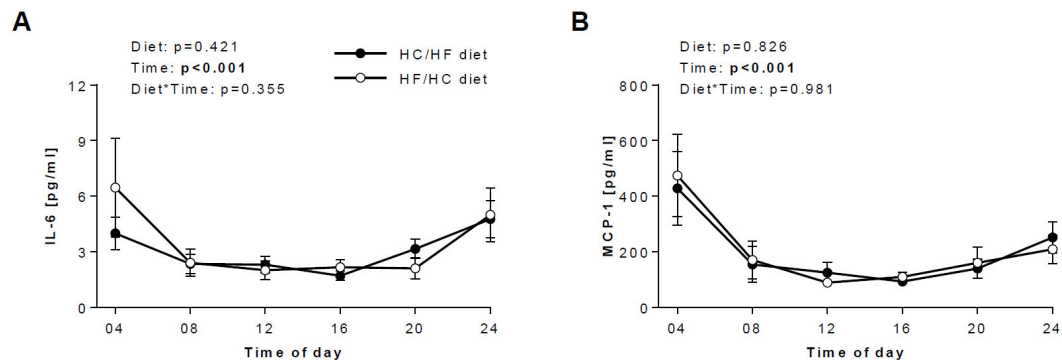 A
Diet: p=0.421
Time: p<0.001
Diet*Time: p=0.355
HC/HF diet
HF/HC diet
IL-6 [pg/ml]
12
9
6
3
0
04 08 12 16 20 24
Time of day
B
Diet: p=0.826
Time: p<0.001
Diet*Time: p=0.981
MCP-1 [pg/ml]
800
600
400
200
0
04 08 12 16 20 24
Time of day